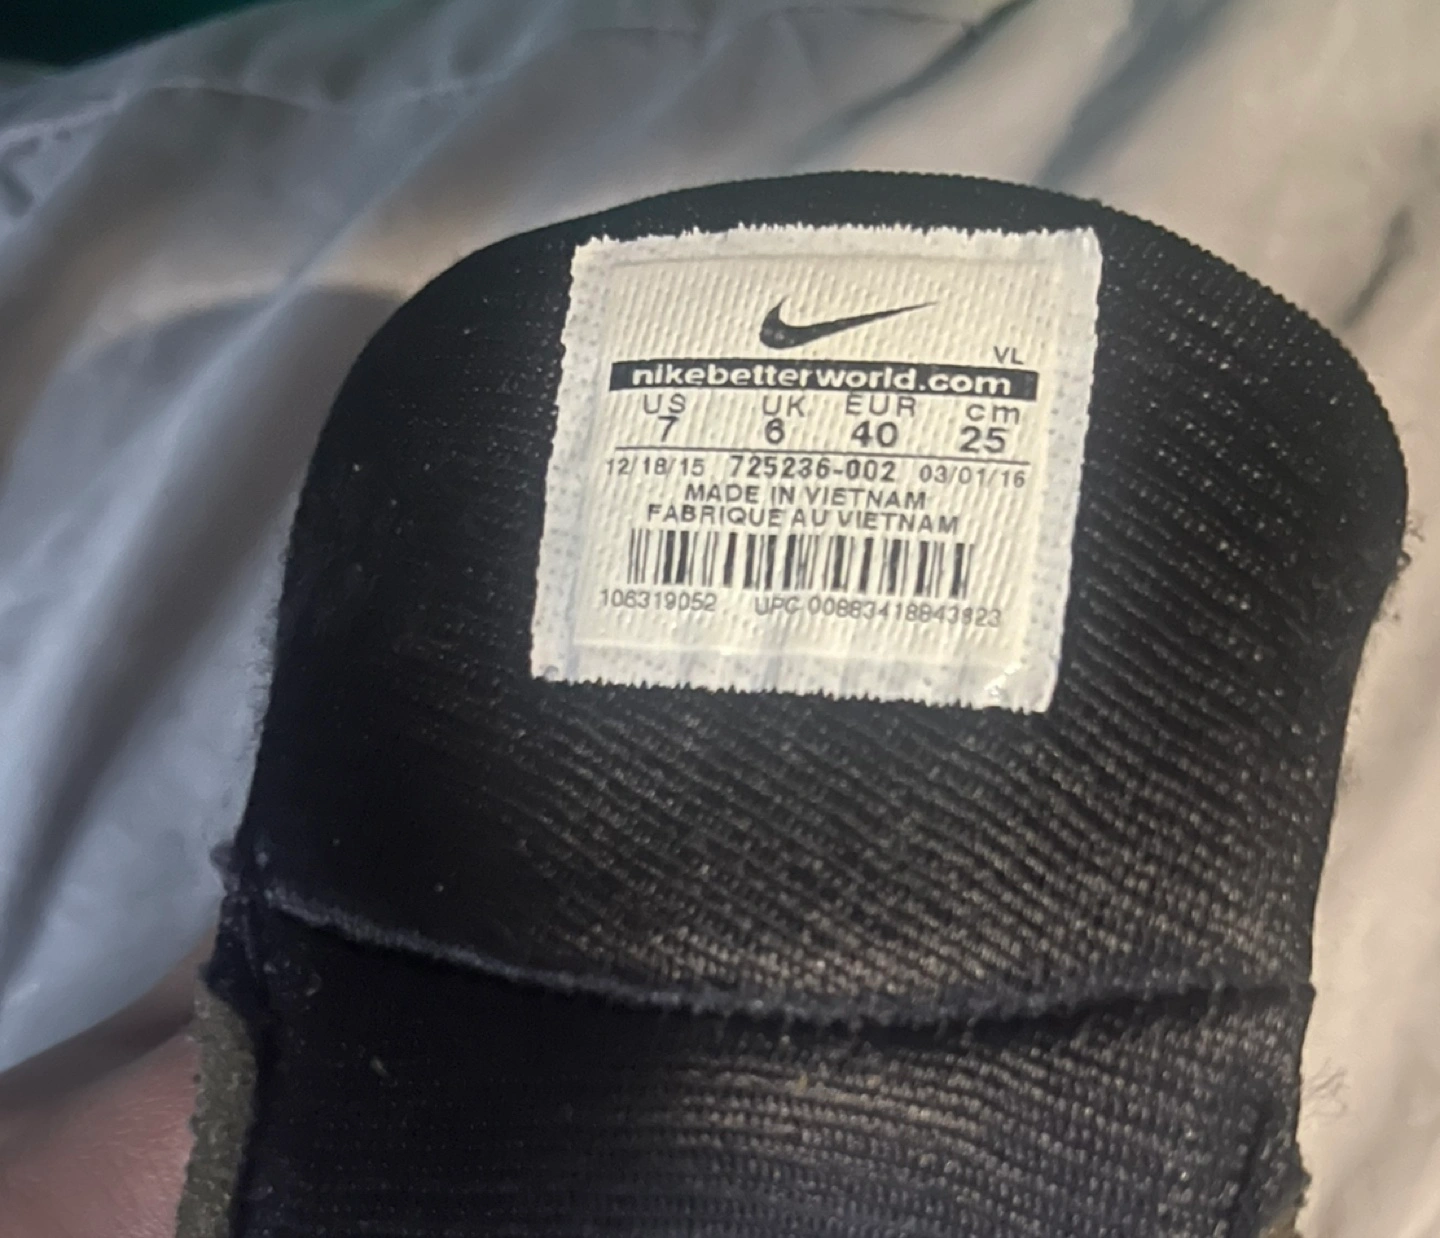 VL
nikebetterworld.com
US UK EUR cm
7 6 40 25
12/18/15 725236-002 03/01/16
MADE IN VIETNAM
FABRIQUE AU VIETNAM
106319052 UPC 00883418843823